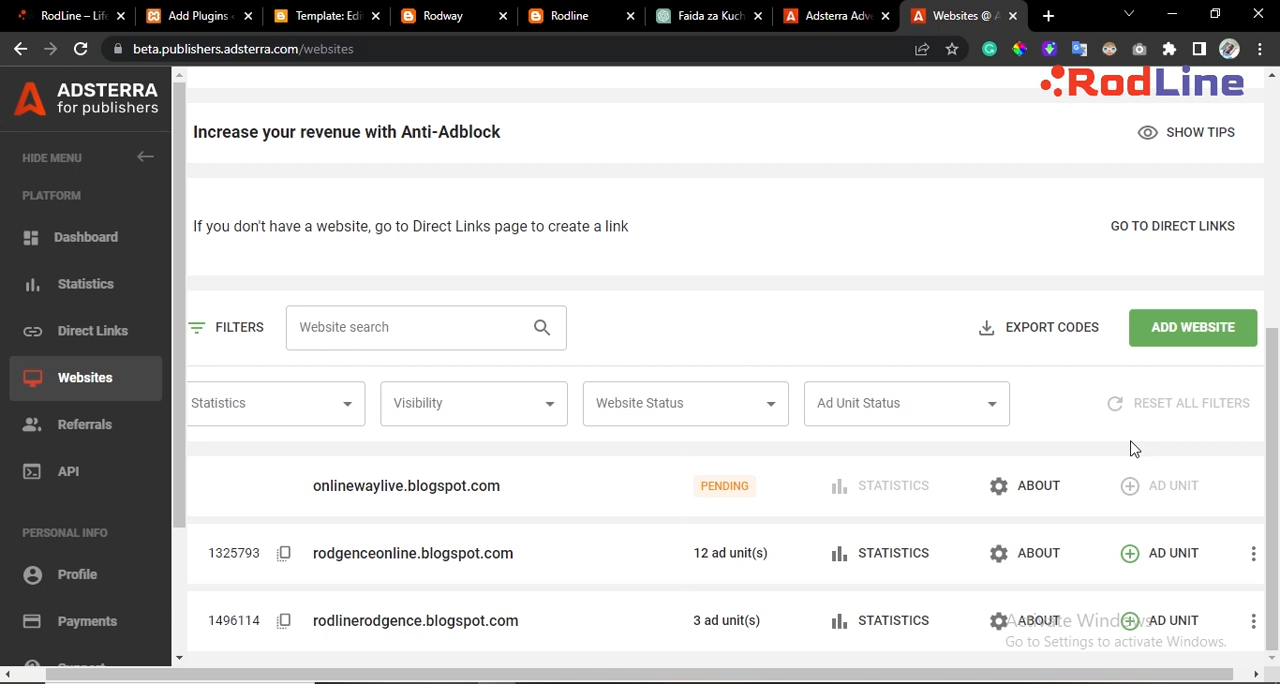 RodLine – Life
Add Plugins
Template: Edi
Rodway
Rodline
Faida za Kuch
Adsterra Adve
Websites @ A
beta.publishers.adsterra.com/websites
ADSTERRA
for publishers
RodLine
HIDE MENU
PLATFORM
Dashboard
Statistics
Direct Links
Websites
Referrals
API
PERSONAL INFO
Profile
Payments
Support
Increase your revenue with Anti-Adblock
SHOW TIPS
If you don't have a website, go to Direct Links page to create a link
GO TO DIRECT LINKS
FILTERS
Website search
EXPORT CODES
ADD WEBSITE
Statistics
Visibility
Website Status
Ad Unit Status
RESET ALL FILTERS
onlinewaylive.blogspot.com PENDING STATISTICS ABOUT AD UNIT
1325793 rodgenceonline.blogspot.com 12 ad unit(s) STATISTICS ABOUT AD UNIT
1496114 rodlinerodgence.blogspot.com 3 ad unit(s) STATISTICS ABOUT AD UNIT
Activate Windows
Go to Settings to activate Windows.